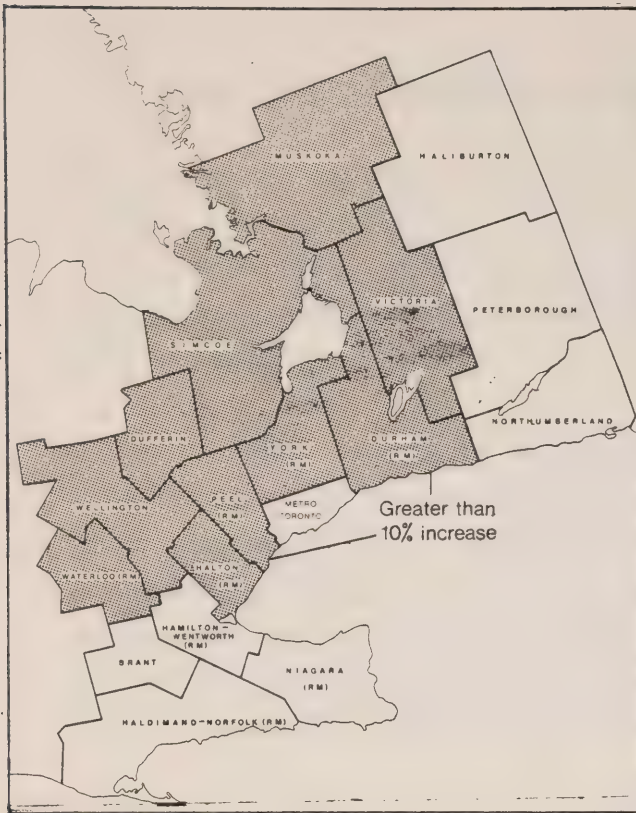 MUSKOKA
HALIBURTON
VICTORIA
PETERBOROUGH
SIMCOE
NORTHUMBERLAND
DUFFERIN
YORK
(RM)
DURHAM
(RM)
PEEL
(RM)
METRO
TORONTO
WELLINGTON
Greater than
10% increase
HALTON
(RM)
WATERLOO (RM)
HAMILTON-
WENTWORTH
(RM)
BRANT
NIAGARA
(RM)
HALDIMAND-NORFOLK (RM)